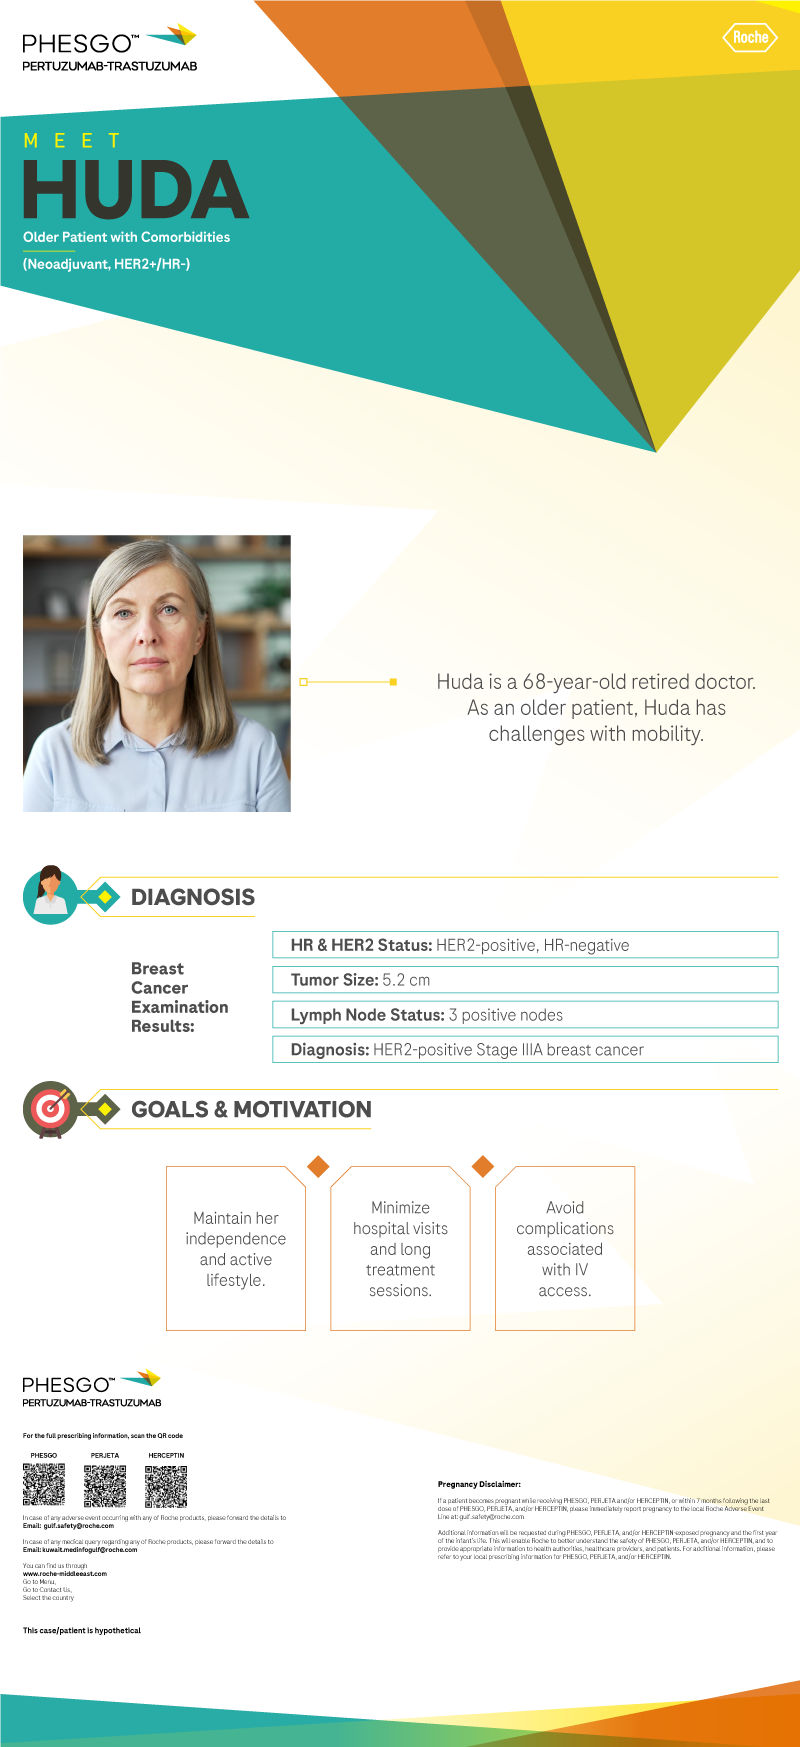 PHESGO™
PERTUZUMAB-TRASTUZUMAB
Roche
MEET
HUDA
Older Patient with Comorbidities
(Neoadjuvant, HER2+/HR-)
Huda is a 68-year-old retired doctor.
As an older patient, Huda has
challenges with mobility.
DIAGNOSIS
Breast
Cancer
Examination
Results:
HR & HER2 Status: HER2-positive, HR-negative
Tumor Size: 5.2 cm
Lymph Node Status: 3 positive nodes
Diagnosis: HER2-positive Stage IIIA breast cancer
GOALS & MOTIVATION
Maintain her
independence
and active
lifestyle.
Minimize
hospital visits
and long
treatment
sessions.
Avoid
complications
associated
with IV
access.
PHESGO™
PERTUZUMAB-TRASTUZUMAB
For the full prescribing information, scan the QR code
PHESGO PERJETA HERCEPTIN
In case of any adverse event occurring with any of Roche products, please forward the details to
Email: gulf.safety@roche.com
In case of any medical query regarding any of Roche products, please forward the details to
Email: kuwait.medinfogulf@roche.com
You can find us through
www.roche-middleeast.com
Go to Menu,
Go to Contact Us,
Select the country
This case/patient is hypothetical
Pregnancy Disclaimer:
If a patient becomes pregnant while receiving PHESGO, PERJETA and/or HERCEPTIN, or within 7 months following the last
dose of PHESGO, PERJETA, and/or HERCEPTIN, please immediately report pregnancy to the local Roche Adverse Event
Line at: gulf.safety@roche.com
Additional information will be requested during PHESGO, PERJETA, and/or HERCEPTIN-exposed pregnancy and the first year
of the infant's life. This will enable Roche to better understand the safety of PHESGO, PERJETA, and/or HERCEPTIN, and to
provide appropriate information to health authorities, healthcare providers, and patients. For additional information, please
refer to your local prescribing information for PHESGO, PERJETA, and/or HERCEPTIN.